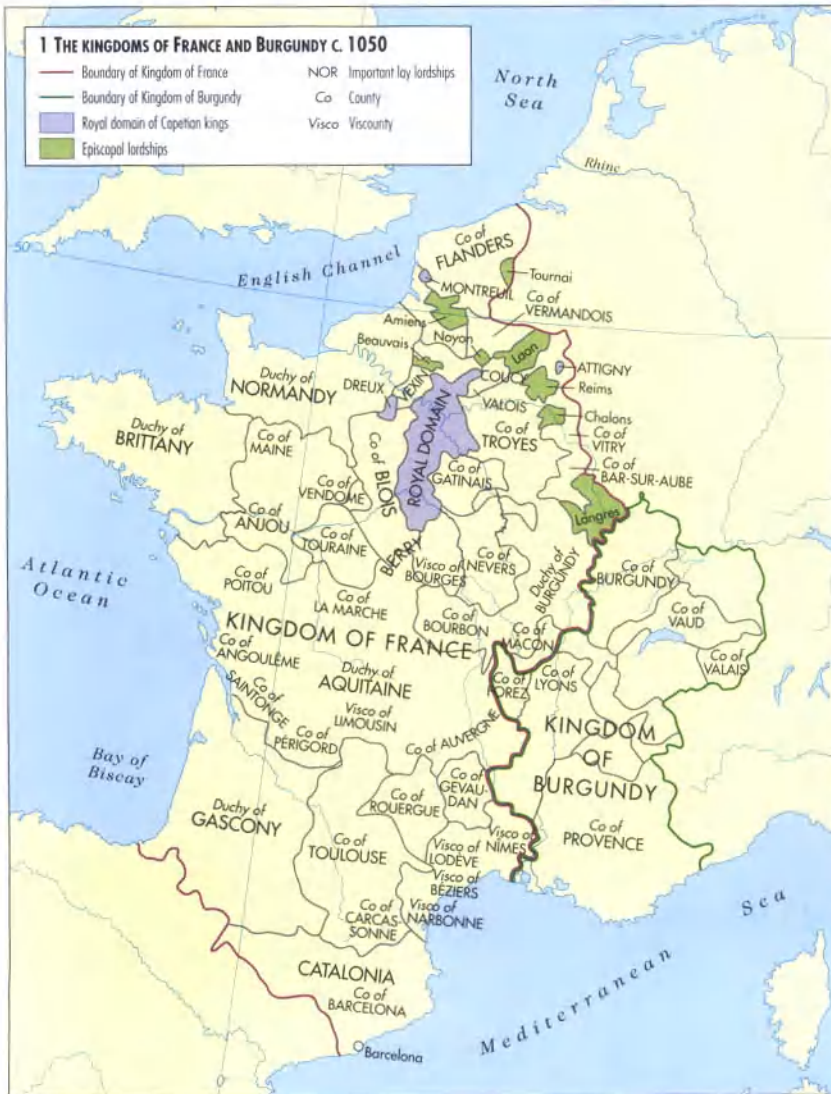 1 THE KINGDOMS OF FRANCE AND BURGUNDY C. 1050
Boundary of Kingdom of France
Boundary of Kingdom of Burgundy
Royal domain of Capetian kings
Episcopal lordships
NOR Important lay lordships
Co County
Visco Viscounty
North
Sea
Rhine
50°
English Channel
Co of
FLANDERS
Tournai
MONTREUIL
Co of
VERMANDOIS
Amiens
Noyon
Beauvais
Laon
ATTIGNY
COUCY
Reims
DREUX
VEXIN
VALOIS
Chalons
Duchy of
NORMANDY
ROYAL DOMAIN
Co of
TROYES
Co of
VITRY
Duchy of
BRITTANY
Co of
MAINE
Co of
BLOIS
Co of
GATINAIS
Co of
BAR-SUR-AUBE
Co of
VENDOME
Langres
Co of
ANJOU
Co of
TOURAINE
BERRY
Visco of
BOURGES
Co of
NEVERS
Duchy of
BURGUNDY
Co of
BURGUNDY
Atlantic
Ocean
Co of
POITOU
Co of
LA MARCHE
Co of
VAUD
KINGDOM OF FRANCE
Co of
BOURBON
Co of
MACON
Co of
VALAIS
Co of
ANGOULÊME
Duchy of
AQUITAINE
Co of
FOREZ
Co of
LYONS
Co of
SAINTONGE
Visco of
LIMOUSIN
KINGDOM
OF
BURGUNDY
Co of
PÉRIGORD
Co of AUVERGNE
Bay of
Biscay
Co of
GEVAU-
DAN
Duchy of
GASCONY
Co of
ROUERGUE
Co of
PROVENCE
Co of
TOULOUSE
Visco of
LODÈVE
Visco of
NÎMES
Visco of
BÉZIERS
Co of
CARCAS-
SONNE
Visco of
NARBONNE
Mediterranean Sea
CATALONIA
Co of
BARCELONA
Barcelona
0